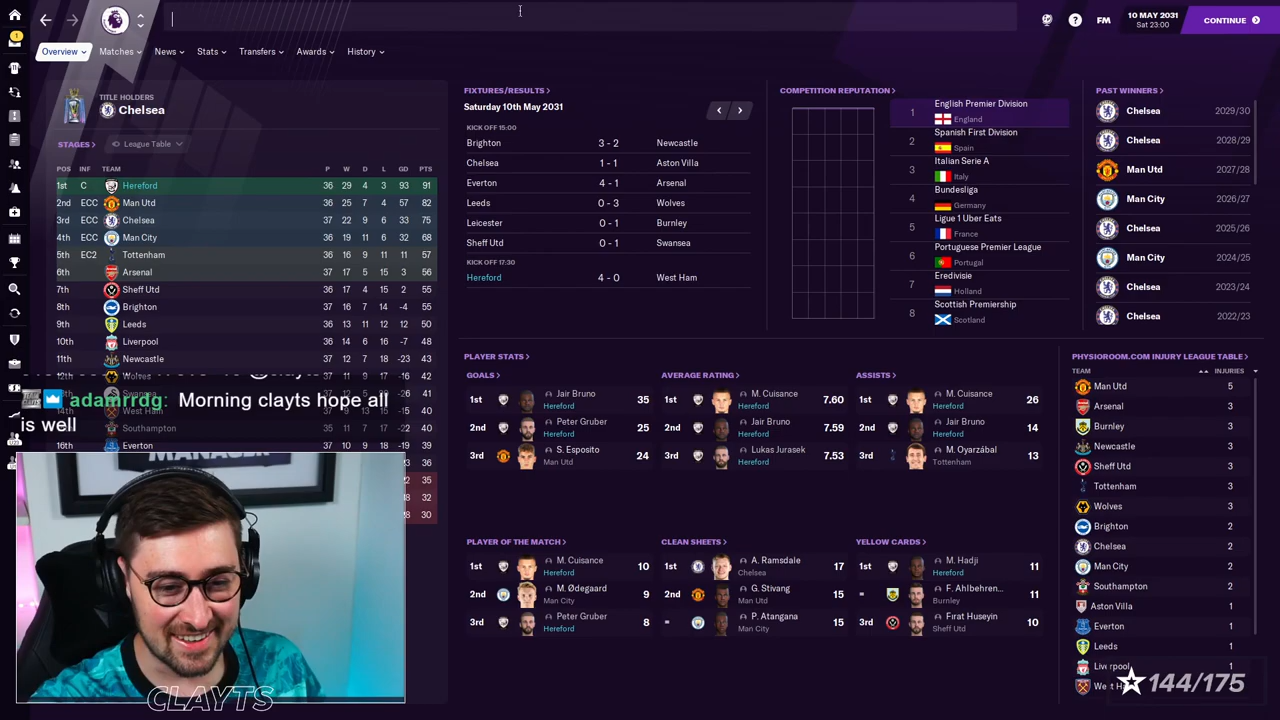 10 MAY 2031
Sat 23:00
FM
CONTINUE
1
Overview
Matches
News
Stats
Transfers
Awards
History
TITLE HOLDERS
Chelsea
STAGES
League Table
POS INF TEAM P W D L GD PTS
1st C Hereford 36 29 4 3 93 91
2nd ECC Man Utd 36 25 7 4 57 82
3rd ECC Chelsea 37 22 9 6 33 75
4th ECC Man City 36 19 11 6 32 68
5th EC2 Tottenham 36 16 9 11 11 57
6th Arsenal 37 17 5 15 3 56
7th Sheff Utd 36 17 4 15 2 55
8th Brighton 37 16 7 14 -4 55
9th Leeds 36 13 11 12 12 50
10th Liverpool 36 14 6 16 -7 48
11th Newcastle 37 12 7 18 -23 43
12th Wolves 42
41
14th West Ham 40
Southampton 35 11 7 17 -22 40
16th Everton 37 10 9 18 -19 39
36
35
32
30
adamrrdg: Morning clayts hope all
is well
MANAGER
CLAYTS
FIXTURES/RESULTS
Saturday 10th May 2031
KICK OFF 15:00
Brighton 3 - 2 Newcastle
Chelsea 1 - 1 Aston Villa
Everton 4 - 1 Arsenal
Leeds 0 - 3 Wolves
Leicester 0 - 1 Burnley
Sheff Utd 0 - 1 Swansea
KICK OFF 17:30
Hereford 4 - 0 West Ham
COMPETITION REPUTATION
1 English Premier Division
England
2 Spanish First Division
Spain
3 Italian Serie A
Italy
4 Bundesliga
Germany
5 Ligue 1 Uber Eats
France
6 Portuguese Premier League
Portugal
7 Eredivisie
Holland
8 Scottish Premiership
Scotland
PAST WINNERS
Chelsea 2029/30
Chelsea 2028/29
Man Utd 2027/28
Man City 2026/27
Chelsea 2025/26
Man City 2024/25
Chelsea 2023/24
Chelsea 2022/23
PLAYER STATS
GOALS
1st Jair Bruno 35
Hereford
2nd Peter Gruber 25
Hereford
3rd S. Esposito 24
Man Utd
AVERAGE RATING
1st M. Cuisance 7.60
Hereford
2nd Jair Bruno 7.59
Hereford
3rd Lukas Jurasek 7.53
Hereford
ASSISTS
1st M. Cuisance 26
Hereford
2nd Jair Bruno 14
Hereford
3rd M. Oyarzábal 13
Tottenham
PLAYER OF THE MATCH
1st M. Cuisance 10
Hereford
2nd M. Ødegaard 9
Man City
3rd Peter Gruber 8
Hereford
CLEAN SHEETS
1st A. Ramsdale 17
Chelsea
2nd G. Stivang 15
Man Utd
= P. Atangana 15
Man City
YELLOW CARDS
1st M. Hadji 11
Hereford
= F. Ahlbehren... 11
Burnley
3rd Fırat Huseyin 10
Sheff Utd
PHYSIOROOM.COM INJURY LEAGUE TABLE
TEAM INJURIES
Man Utd 5
Arsenal 3
Burnley 3
Newcastle 3
Sheff Utd 3
Tottenham 3
Wolves 3
Brighton 2
Chelsea 2
Man City 2
Southampton 2
Aston Villa 1
Everton 1
Leeds 1
Liverpool 1
West H
144/175